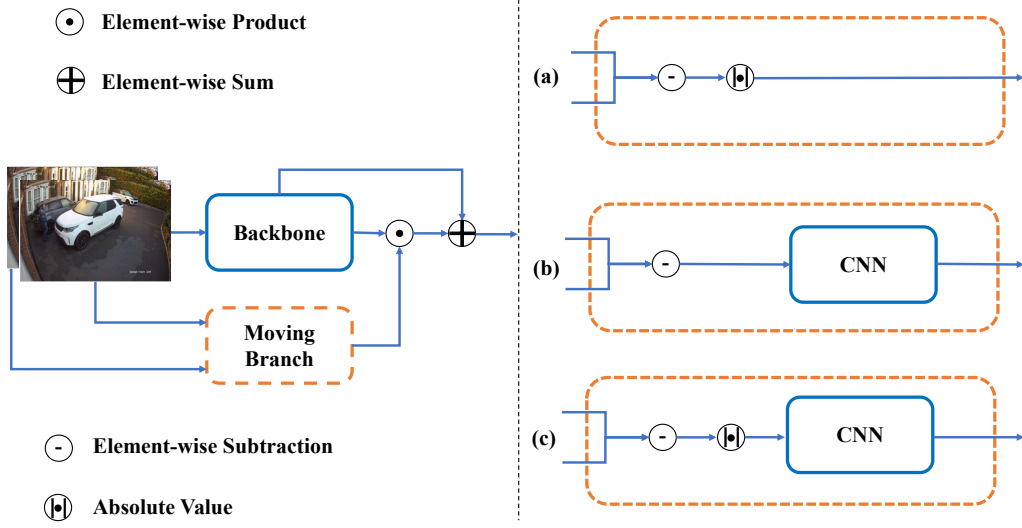 Element-wise Product
Element-wise Sum
Backbone
Moving
Branch
-
Element-wise Subtraction
Absolute Value
(a)
-
(b)
-
CNN
(c)
-
CNN